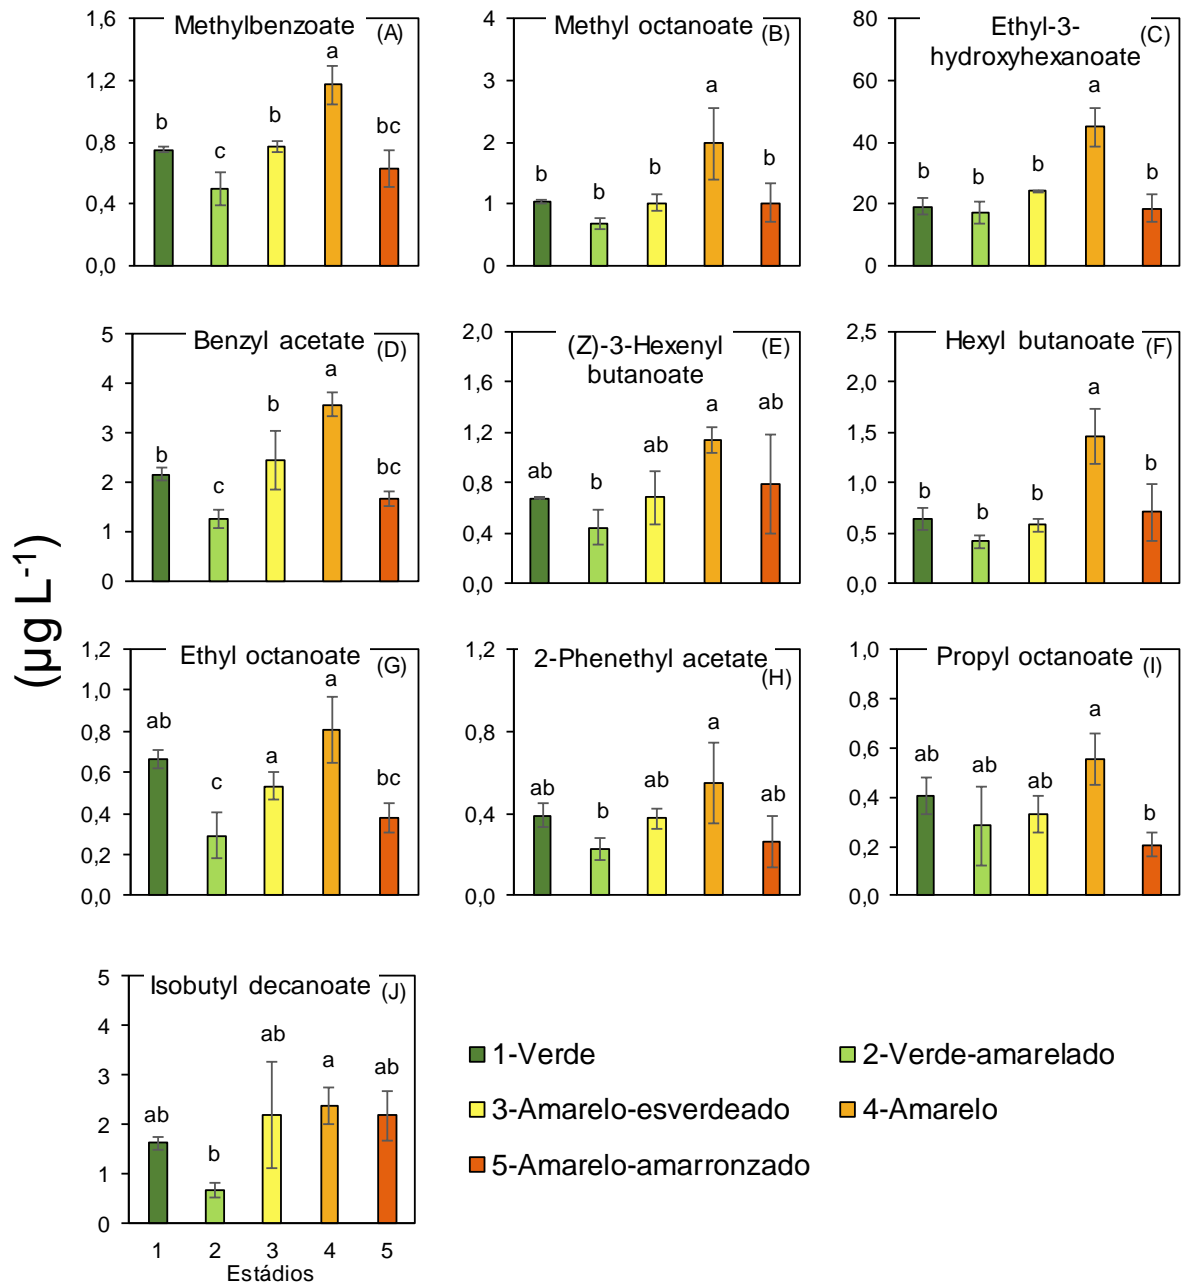 Methylbenzoate (A)
1,6
1,2
0,8
0,4
0,0
b
c
b
a
bc
Methyl octanoate (B)
4
3
2
1
0
b
b
b
a
b
Ethyl-3-
hydroxyhexanoate (C)
80
60
40
20
0
b
b
b
a
b
Benzyl acetate (D)
5
4
3
2
1
0
b
c
b
a
bc
(Z)-3-Hexenyl (E)
butanoate
2,0
1,6
1,2
0,8
0,4
0,0
ab
b
ab
a
ab
Hexyl butanoate (F)
2,5
2,0
1,5
1,0
0,5
0,0
b
b
b
a
b
(µg L-1)
Ethyl octanoate (G)
1,2
1,0
0,8
0,6
0,4
0,2
0,0
ab
c
a
a
bc
2-Phenethyl acetate
(H)
1,2
0,8
0,4
0,0
ab
b
ab
a
ab
Propyl octanoate (I)
1,0
0,8
0,6
0,4
0,2
0,0
ab
ab
ab
a
b
Isobutyl decanoate (J)
5
4
3
2
1
0
ab
b
ab
a
ab
1 2 3 4 5
Estádios
1-Verde
2-Verde-amarelado
3-Amarelo-esverdeado
4-Amarelo
5-Amarelo-amarronzado